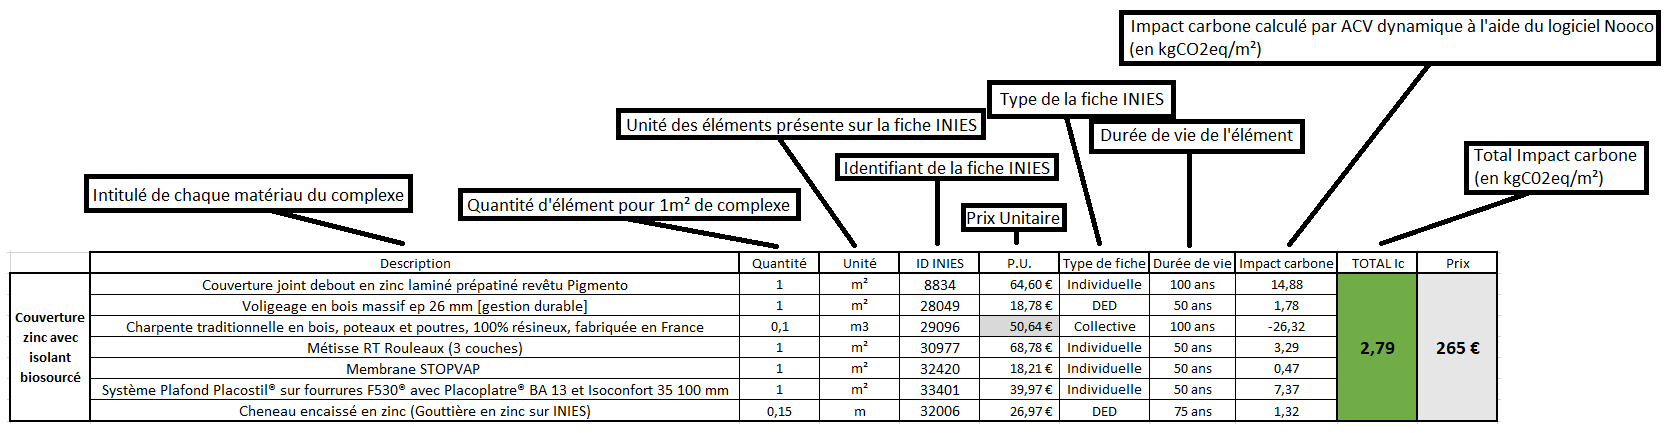 Impact carbone calculé par ACV dynamique à l'aide du logiciel Nooco
(en kgCO2eq/m²)
Type de la fiche INIES
Unité des éléments présente sur la fiche INIES
Durée de vie de l'élément
Identifiant de la fiche INIES
Total Impact carbone
(en kgC02eq/m²)
Intitulé de chaque matériau du complexe
Quantité d'élément pour 1m² de complexe
Prix Unitaire
Description Quantité Unité ID INIES P.U. Type de fiche Durée de vie Impact carbone TOTAL Ic Prix
Couverture zinc avec isolant biosourcé
Couverture joint debout en zinc laminé prépatiné revêtu Pigmento 1 m² 8834 64,60 € Individuelle 100 ans 14,88
Voligeage en bois massif ep 26 mm [gestion durable] 1 m² 28049 18,78 € DED 50 ans 1,78
Charpente traditionnelle en bois, poteaux et poutres, 100% résineux, fabriquée en France 0,1 m3 29096 50,64 € Collective 100 ans -26,32
Métisse RT Rouleaux (3 couches) 1 m² 30977 68,78 € Individuelle 50 ans 3,29
2,79 265 €
Membrane STOPVAP 1 m² 32420 18,21 € Individuelle 50 ans 0,47
Système Plafond Placostil® sur fourrures F530® avec Placoplatre® BA 13 et Isoconfort 35 100 mm 1 m² 33401 39,97 € Individuelle 50 ans 7,37
Cheneau encaissé en zinc (Gouttière en zinc sur INIES) 0,15 m 32006 26,97 € DED 75 ans 1,32